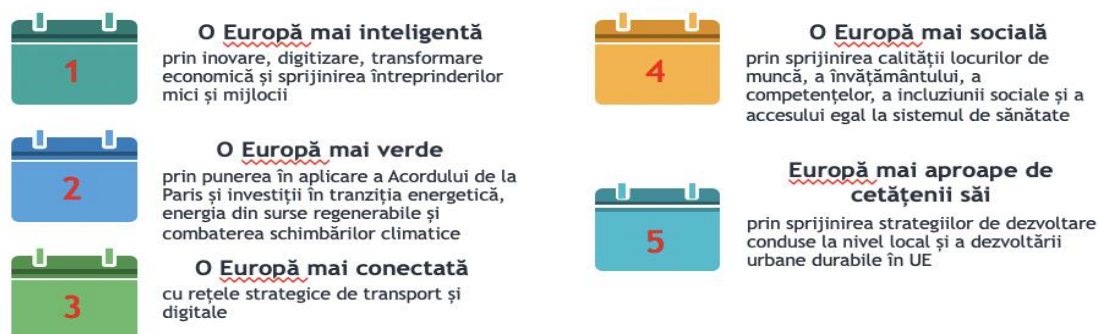 1
O Europă mai inteligentă
prin inovare, digitizare, transformare
economică și sprijinirea întreprinderilor
mici și mijlocii
2
O Europă mai verde
prin punerea în aplicare a Acordului de la
Paris și investiții în tranziția energetică,
energia din surse regenerabile și
combaterea schimbărilor climatice
3
O Europă mai conectată
cu rețele strategice de transport și
digitale
4
O Europă mai socială
prin sprijinirea calității locurilor de
muncă, a învățământului, a
competențelor, a incluziunii sociale și a
accesului egal la sistemul de sănătate
5
Europă mai aproape de
cetățenii săi
prin sprijinirea strategiilor de dezvoltare
conduse la nivel local și a dezvoltării
urbane durabile în UE